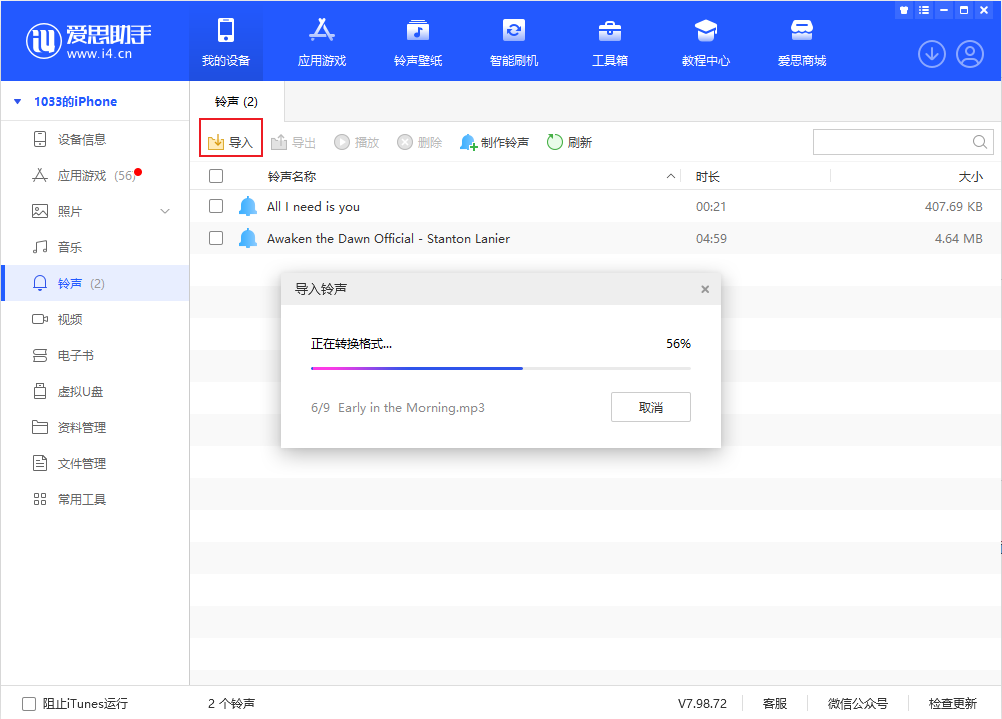 iU 爱思助手
www.i4.cn
我的设备 应用游戏 铃声壁纸 智能刷机 工具箱 教程中心 爱思商城
1033的iPhone
设备信息
应用游戏 (56)
照片
音乐
铃声 (2)
视频
电子书
虚拟U盘
资料管理
文件管理
常用工具
铃声 (2)
导入 导出 播放 删除 制作铃声 刷新
铃声名称 时长 大小
All I need is you 00:21 407.69 KB
Awaken the Dawn Official - Stanton Lanier 04:59 4.64 MB
导入铃声
正在转换格式... 56%
6/9 Early in the Morning.mp3 取消
阻止iTunes运行 2 个铃声 V7.98.72 客服 微信公众号 检查更新